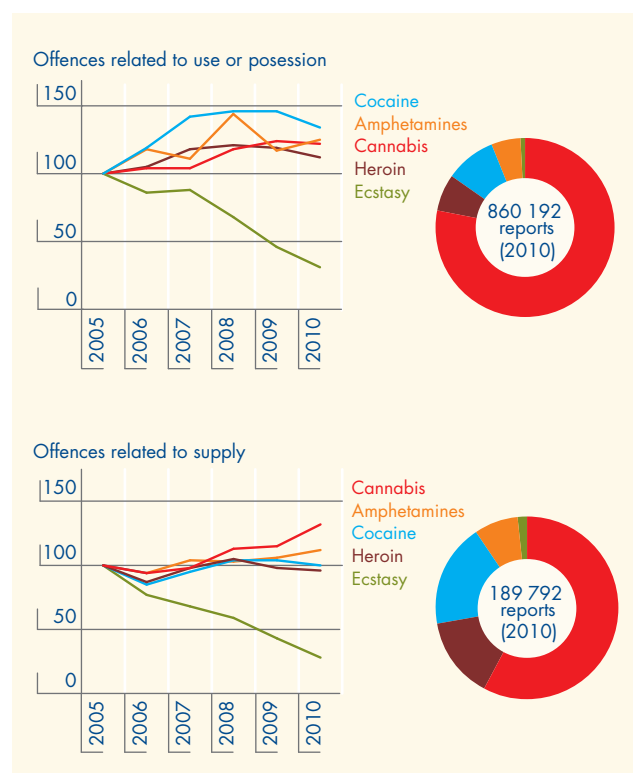 Offences related to use or posession
150
100
50
0
2005
2006
2007
2008
2009
2010
Cocaine
Amphetamines
Cannabis
Heroin
Ecstasy
860 192
reports
(2010)
Offences related to supply
150
100
50
0
2005
2006
2007
2008
2009
2010
Cannabis
Amphetamines
Cocaine
Heroin
Ecstasy
189 792
reports
(2010)